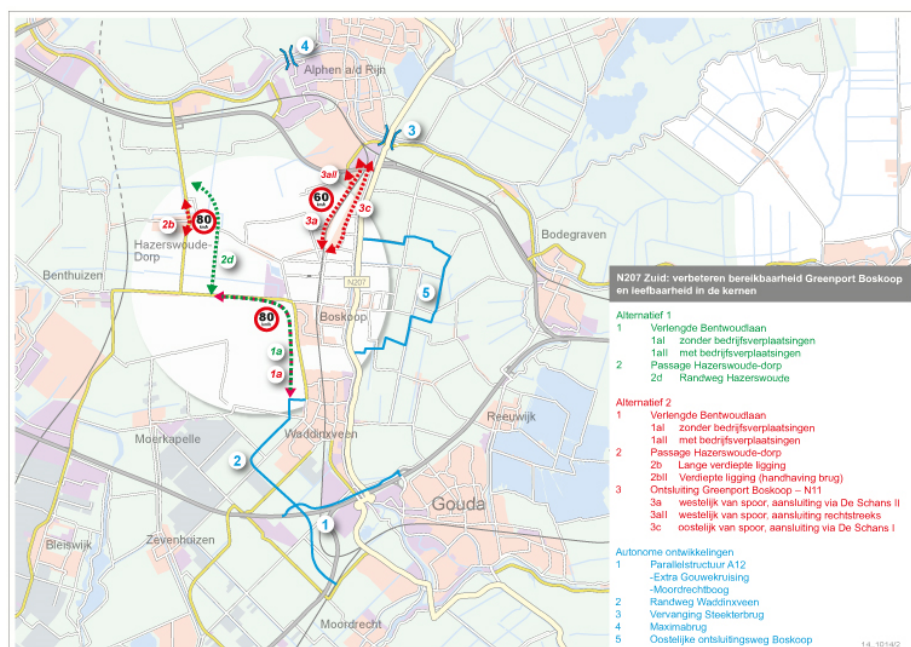 4
Alphen a/d Rijn
3
3all
60
km/h
3a
3c
2b
80
km/h
Hazerswoude-
Dorp
2d
Benthuizen
Bodegraven
N207
5
80
km/h
Boskoop
1a
1a
Reeuwijk
Moerkapelle
Waddinxveen
2
Gouda
1
Zevenhuizen
Bleiswijk
Moordrecht
N207 Zuid: verbeteren bereikbaarheid Greenport Boskoop
en leefbaarheid in de kernen
Alternatief 1
1 Verlengde Bentwoudlaan
1aI zonder bedrijfsverplaatsingen
1aII met bedrijfsverplaatsingen
2 Passage Hazerswoude-dorp
2d Randweg Hazerswoude
Alternatief 2
1 Verlengde Bentwoudlaan
1aI zonder bedrijfsverplaatsingen
1aII met bedrijfsverplaatsingen
2 Passage Hazerswoude-dorp
2b Lange verdiepte ligging
2bII Verdiepte ligging (handhaving brug)
3 Ontsluiting Greenport Boskoop – N11
3a westelijk van spoor, aansluiting via De Schans II
3aII westelijk van spoor, aansluiting rechtstreeks
3c oostelijk van spoor, aansluiting via De Schans I
Autonome ontwikkelingen
1 Parallelstructuur A12
-Extra Gouwekruising
-Moordrechtboog
2 Randweg Waddinxveen
3 Vervanging Steekterbrug
4 Maximabrug
5 Oostelijke ontsluitingsweg Boskoop